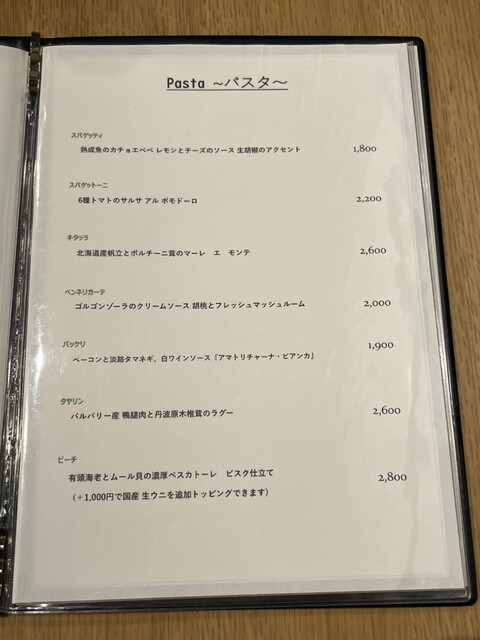 Pasta ～パスタ～
スパゲッティ
熟成魚のカチョエペペ レモンとチーズのソース 生胡椒のアクセント 1,800
スパゲットーニ
6種トマトのサルサ アル ポモドーロ 2,200
キタッラ
北海道産帆立とポルチーニ茸のマーレ エ モンテ 2,600
ペンネリガーテ
ゴルゴンゾーラのクリームソース 胡桃とフレッシュマッシュルーム 2,000
パッケリ
ベーコンと淡路タマネギ、白ワインソース『アマトリチャーナ・ビアンカ』 1,900
タヤリン
バルバリー産 鴨腿肉と丹波原木椎茸のラグー 2,600
ピーチ
有頭海老とムール貝の濃厚ペスカトーレ ビスク仕立て 2,800
(＋1,000円で国産 生ウニを追加トッピングできます)